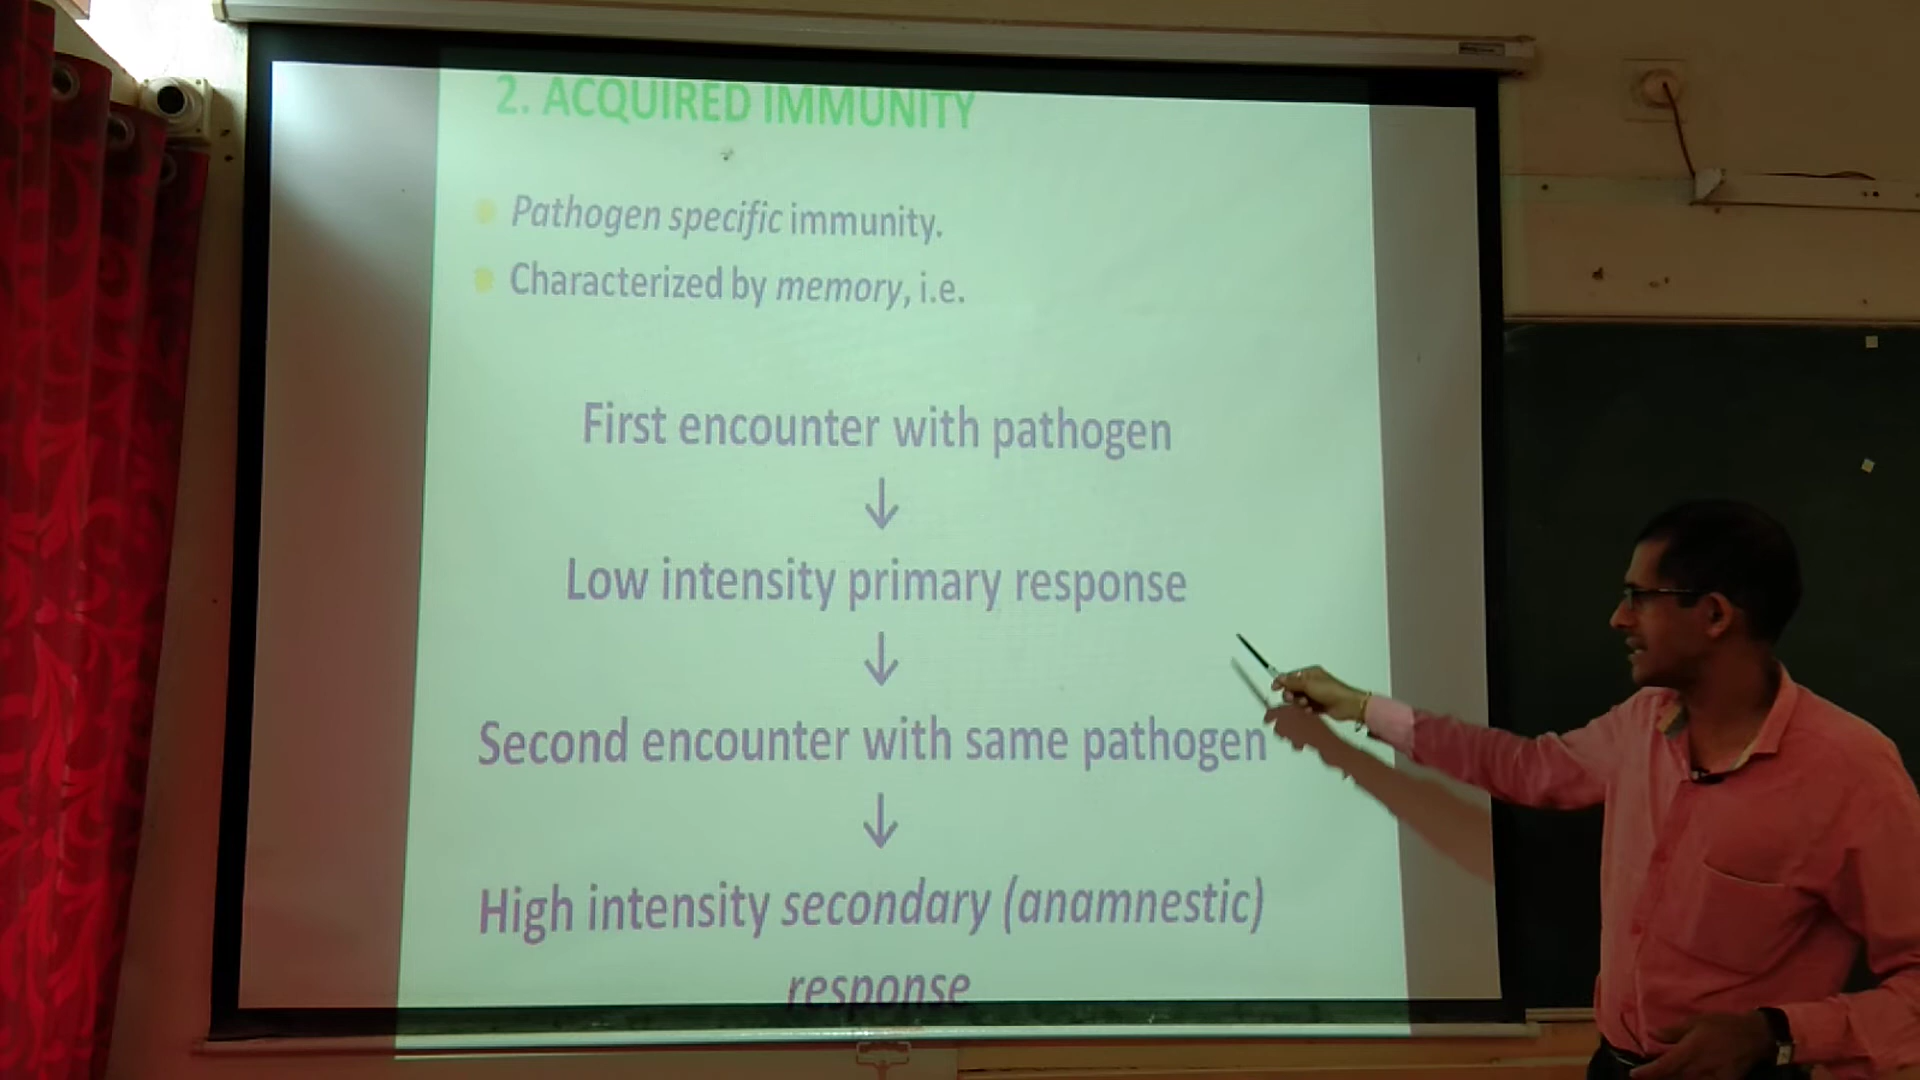 2. ACQUIRED IMMUNITY
Pathogen specific immunity.
Characterized by memory, i.e.
First encounter with pathogen
↓
Low intensity primary response
↓
Second encounter with same pathogen
↓
High intensity secondary (anamnestic)
response